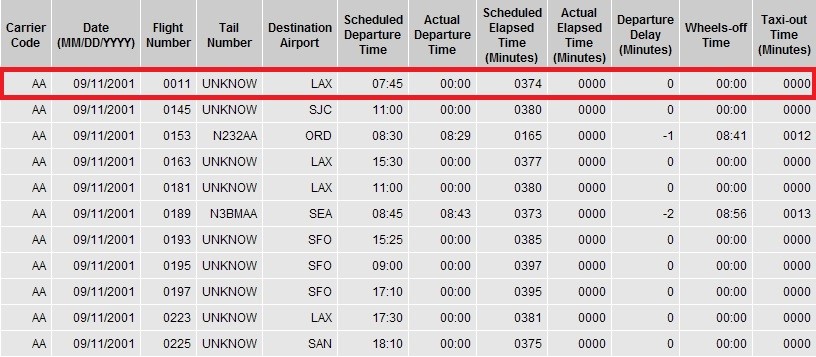 Carrier Code Date (MM/DD/YYYY) Flight Number Tail Number Destination Airport Scheduled Departure Time Actual Departure Time Scheduled Elapsed Time (Minutes) Actual Elapsed Time (Minutes) Departure Delay (Minutes) Wheels-off Time Taxi-out Time (Minutes)
AA 09/11/2001 0011 UNKNOW LAX 07:45 00:00 0374 0000 0 00:00 0000
AA 09/11/2001 0145 UNKNOW SJC 11:00 00:00 0380 0000 0 00:00 0000
AA 09/11/2001 0153 N232AA ORD 08:30 08:29 0165 0000 -1 08:41 0012
AA 09/11/2001 0163 UNKNOW LAX 15:30 00:00 0377 0000 0 00:00 0000
AA 09/11/2001 0181 UNKNOW LAX 11:00 00:00 0380 0000 0 00:00 0000
AA 09/11/2001 0189 N3BMAA SEA 08:45 08:43 0373 0000 -2 08:56 0013
AA 09/11/2001 0193 UNKNOW SFO 15:25 00:00 0385 0000 0 00:00 0000
AA 09/11/2001 0195 UNKNOW SFO 09:00 00:00 0397 0000 0 00:00 0000
AA 09/11/2001 0197 UNKNOW SFO 17:10 00:00 0395 0000 0 00:00 0000
AA 09/11/2001 0223 UNKNOW LAX 17:30 00:00 0381 0000 0 00:00 0000
AA 09/11/2001 0225 UNKNOW SAN 18:10 00:00 0375 0000 0 00:00 0000